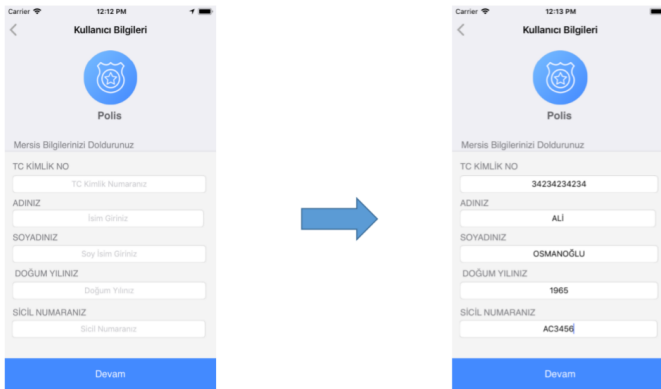 Carrier 12:12 PM
Kullanıcı Bilgileri
Polis
Mersis Bilgilerinizi Doldurunuz
TC KİMLİK NO
TC Kimlik Numaranız
ADINIZ
İsim Giriniz
SOYADINIZ
Soy İsim Giriniz
DOĞUM YILINIZ
Doğum Yılınız
SİCİL NUMARANIZ
Sicil Numaranız
Devam
Carrier 12:13 PM
Kullanıcı Bilgileri
Polis
Mersis Bilgilerinizi Doldurunuz
TC KİMLİK NO
34234234234
ADINIZ
ALİ
SOYADINIZ
OSMANOĞLU
DOĞUM YILINIZ
1965
SİCİL NUMARANIZ
AC3456
Devam